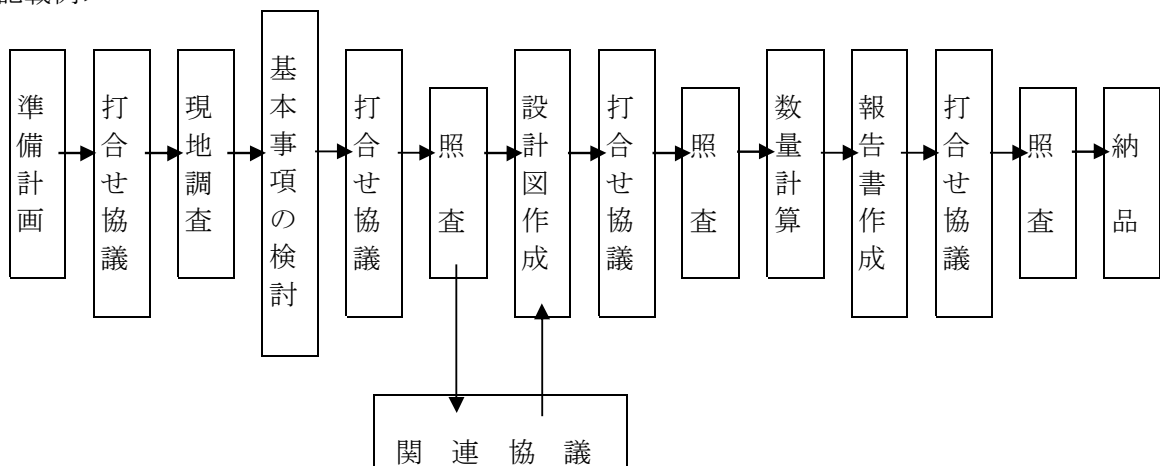 準備計画
打合せ協議
現地調査
基本事項の検討
打合せ協議
照査
設計図作成
打合せ協議
照査
数量計算
報告書作成
打合せ協議
照査
納品
関連協議